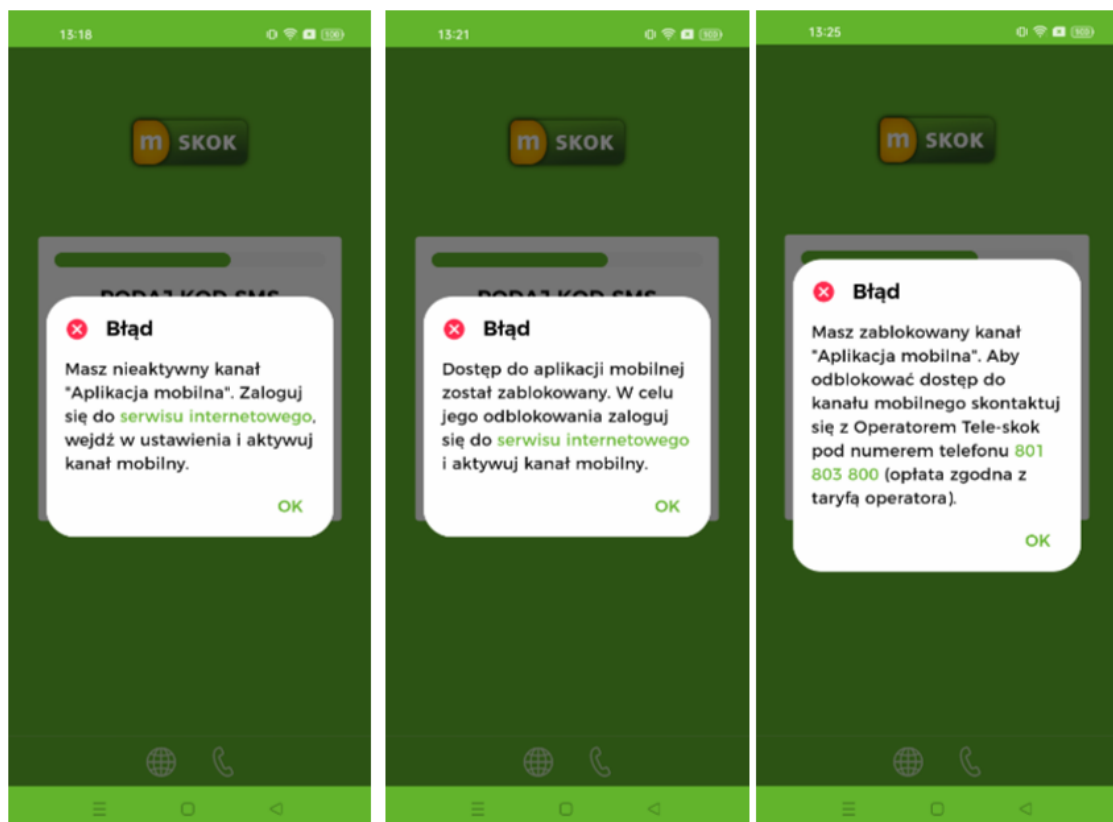 13:18
100
m SKOK
PODAJ KOD SMS
Błąd
Masz nieaktywny kanał
"Aplikacja mobilna". Zaloguj
się do serwisu internetowego,
wejdź w ustawienia i aktywuj
kanał mobilny.
OK
13:21
100
m SKOK
PODAJ KOD SMS
Błąd
Dostęp do aplikacji mobilnej
został zablokowany. W celu
jego odblokowania zaloguj
się do serwisu internetowego
i aktywuj kanał mobilny.
OK
13:25
100
m SKOK
Błąd
Masz zablokowany kanał
"Aplikacja mobilna". Aby
odblokować dostęp do
kanału mobilnego skontaktuj
się z Operatorem Tele-skok
pod numerem telefonu 801
803 800 (opłata zgodna z
taryfą operatora).
OK